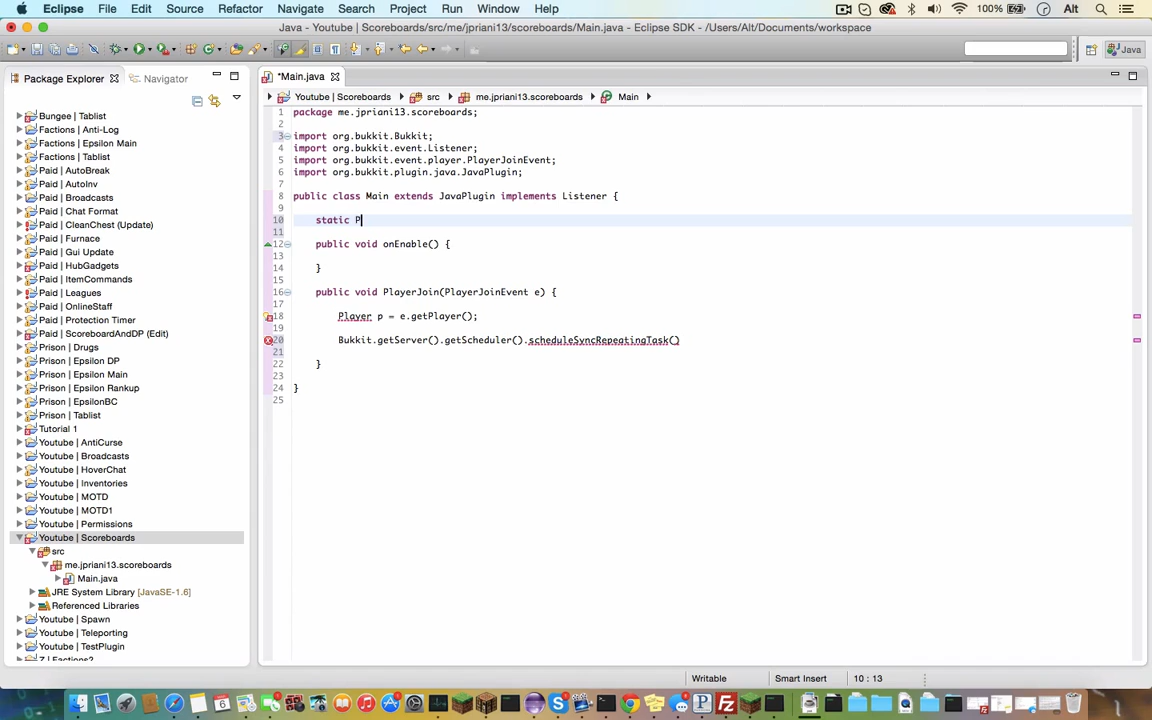 Eclipse File Edit Source Refactor Navigate Search Project Run Window Help 100% Alt
Java - Youtube | Scoreboards/src/me/jpriani13/scoreboards/Main.java - Eclipse SDK - /Users/Alt/Documents/workspace
Java
Package Explorer Navigator
*Main.java
Youtube | Scoreboards src me.jpriani13.scoreboards Main
Bungee | Tablist
Factions | Anti-Log
Factions | Epsilon Main
Factions | Tablist
Paid | AutoBreak
Paid | AutoInv
Paid | Broadcasts
Paid | Chat Format
Paid | CleanChest (Update)
Paid | Furnace
Paid | Gui Update
Paid | HubGadgets
Paid | ItemCommands
Paid | Leagues
Paid | OnlineStaff
Paid | Protection Timer
Paid | ScoreboardAndDP (Edit)
Prison | Drugs
Prison | Epsilon DP
Prison | Epsilon Main
Prison | Epsilon Rankup
Prison | EpsilonBC
Prison | Tablist
Tutorial 1
Youtube | AntiCurse
Youtube | Broadcasts
Youtube | HoverChat
Youtube | Inventories
Youtube | MOTD
Youtube | MOTD1
Youtube | Permissions
Youtube | Scoreboards
src
me.jpriani13.scoreboards
Main.java
JRE System Library [JavaSE-1.6]
Referenced Libraries
Youtube | Spawn
Youtube | Teleporting
Youtube | TestPlugin
Z | Factions2
1 package me.jpriani13.scoreboards;
2
3 import org.bukkit.Bukkit;
4 import org.bukkit.event.Listener;
5 import org.bukkit.event.player.PlayerJoinEvent;
6 import org.bukkit.plugin.java.JavaPlugin;
7
8 public class Main extends JavaPlugin implements Listener {
9
10 static P
11
12 public void onEnable() {
13
14 }
15
16 public void PlayerJoin(PlayerJoinEvent e) {
17
18 Player p = e.getPlayer();
19
20 Bukkit.getServer().getScheduler().scheduleSyncRepeatingTask()
21
22 }
23
24 }
25
Writable Smart Insert 10 : 13